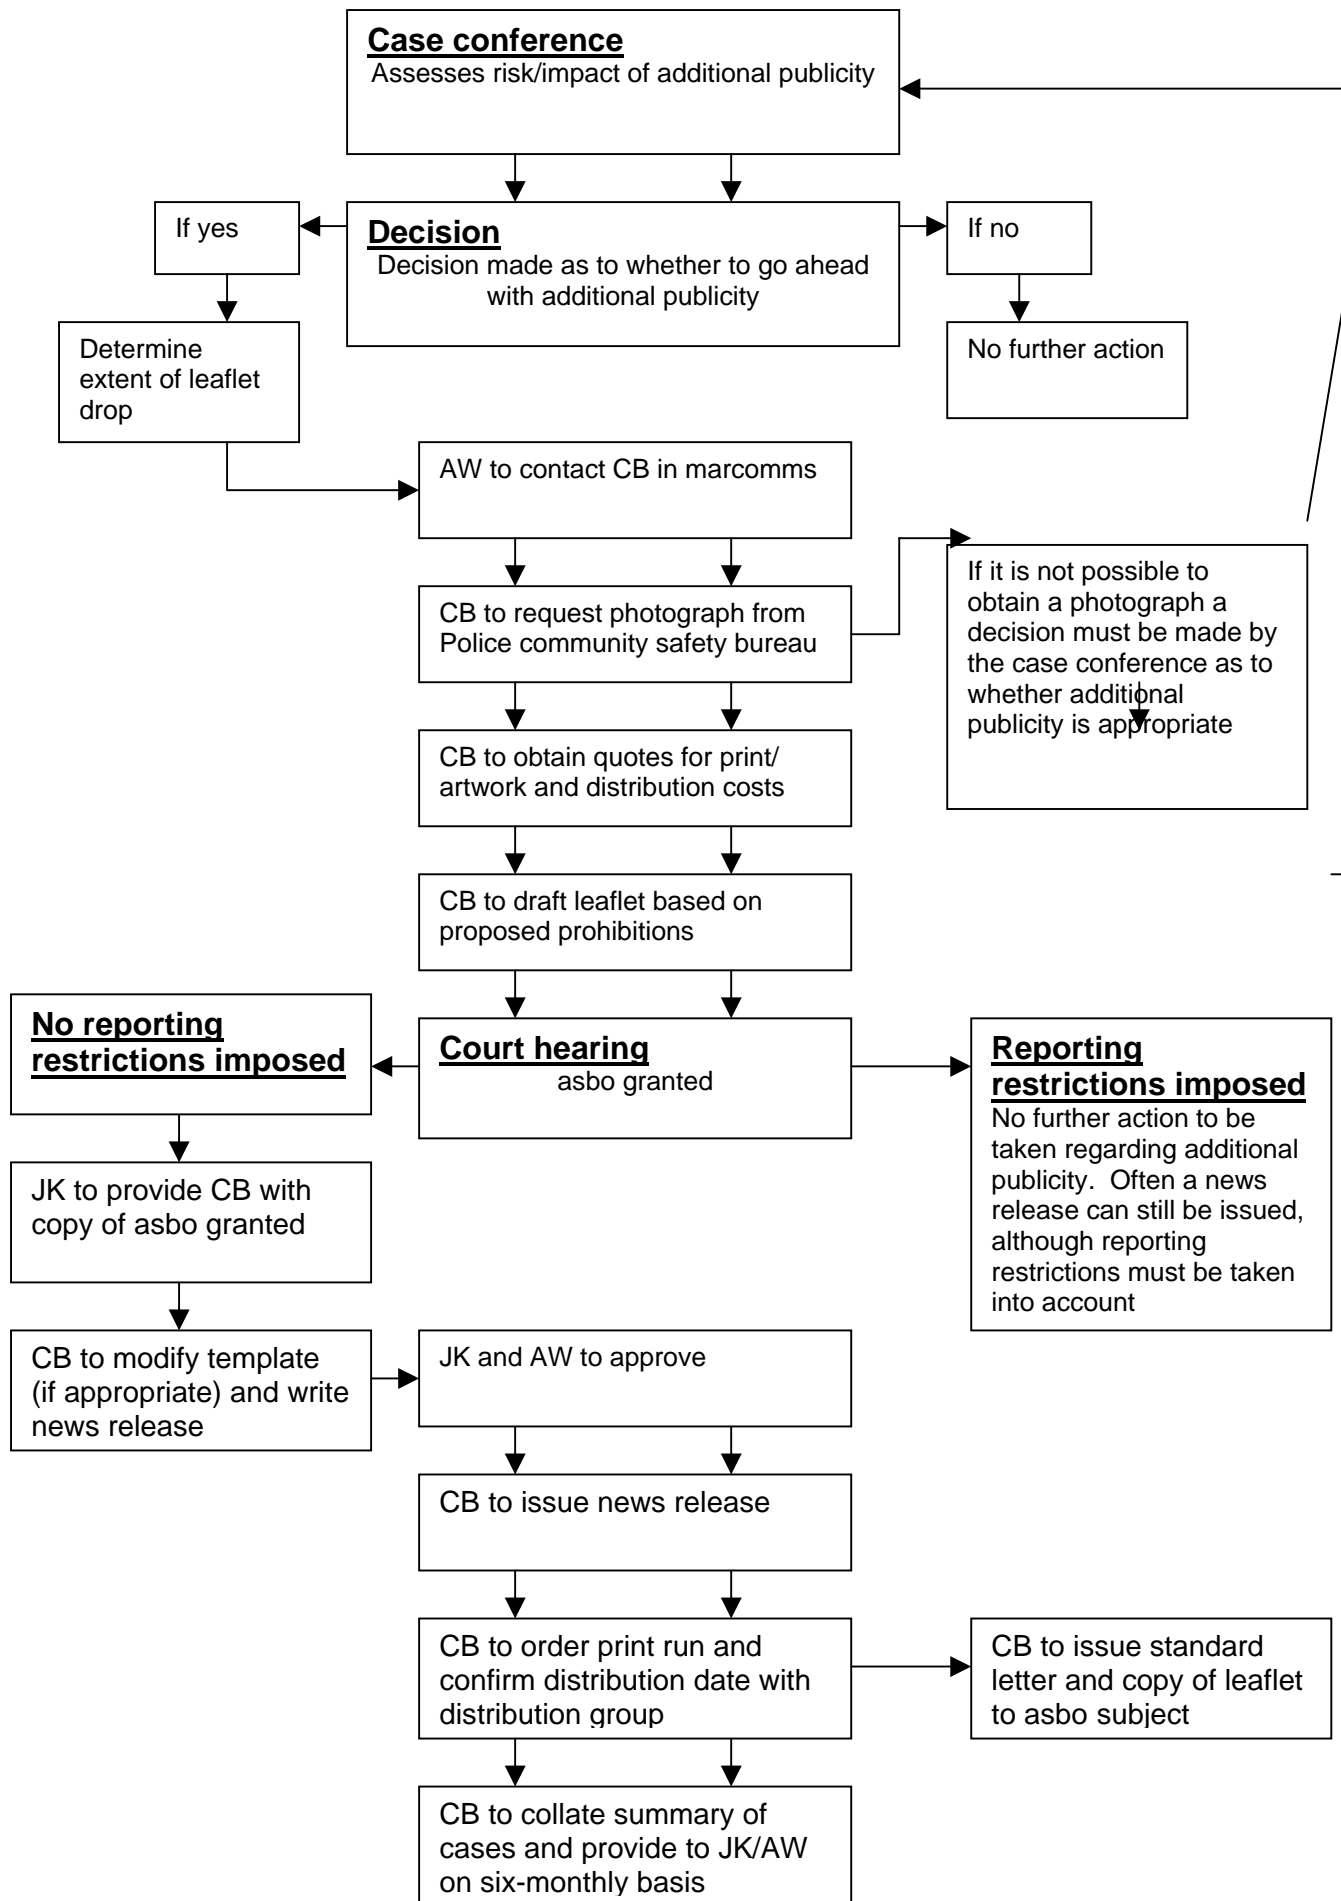 Case conference
Assesses risk/impact of additional publicity
If yes
Decision
Decision made as to whether to go ahead
with additional publicity
If no
Determine
extent of leaflet
drop
No further action
AW to contact CB in marcomms
CB to request photograph from
Police community safety bureau
If it is not possible to
obtain a photograph a
decision must be made by
the case conference as to
whether additional
publicity is appropriate
CB to obtain quotes for print/
artwork and distribution costs
CB to draft leaflet based on
proposed prohibitions
No reporting
restrictions imposed
Court hearing
asbo granted
Reporting
restrictions imposed
No further action to be
taken regarding additional
publicity.  Often a news
release can still be issued,
although reporting
restrictions must be taken
into account
JK to provide CB with
copy of asbo granted
CB to modify template
(if appropriate) and write
news release
JK and AW to approve
CB to issue news release
CB to order print run and
confirm distribution date with
distribution group
CB to issue standard
letter and copy of leaflet
to asbo subject
CB to collate summary of
cases and provide to JK/AW
on six-monthly basis